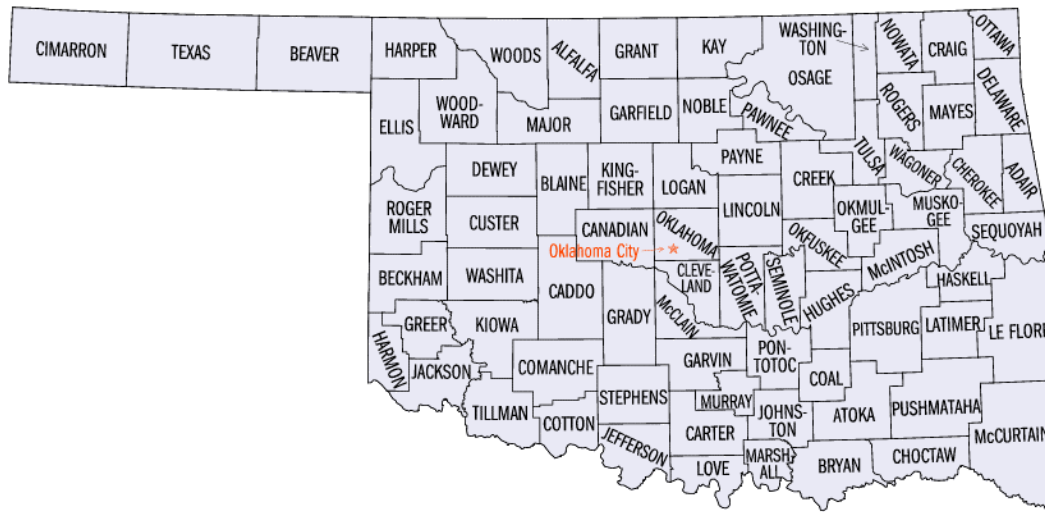 CIMARRON
TEXAS
BEAVER
HARPER
WOODS
ALFALFA
GRANT
KAY
WASHING-
TON
OSAGE
NOWATA
CRAIG
OTTAWA
ELLIS
WOOD-
WARD
MAJOR
GARFIELD
NOBLE
PAWNEE
ROGERS
MAYES
DELAWARE
DEWEY
BLAINE
KING-
FISHER
LOGAN
PAYNE
CREEK
TULSA
WAGONER
CHEROKEE
ADAIR
ROGER
MILLS
CUSTER
CANADIAN
OKLAHOMA
LINCOLN
OKFUSKEE
OKMUL-
GEE
MUSKO-
GEE
SEQUOYAH
Oklahoma City
BECKHAM
WASHITA
CADDO
GRADY
CLEVE-
LAND
McCLAIN
POTTA-
WATOMIE
SEMINOLE
HUGHES
McINTOSH
HASKELL
GREER
KIOWA
HARMON
JACKSON
COMANCHE
GARVIN
PON-
TOTOC
COAL
PITTSBURG
LATIMER
LE FLORE
TILLMAN
COTTON
STEPHENS
JEFFERSON
MURRAY
CARTER
JOHNS-
TON
ATOKA
PUSHMATAHA
McCURTAIN
LOVE
MARSH-
ALL
BRYAN
CHOCTAW